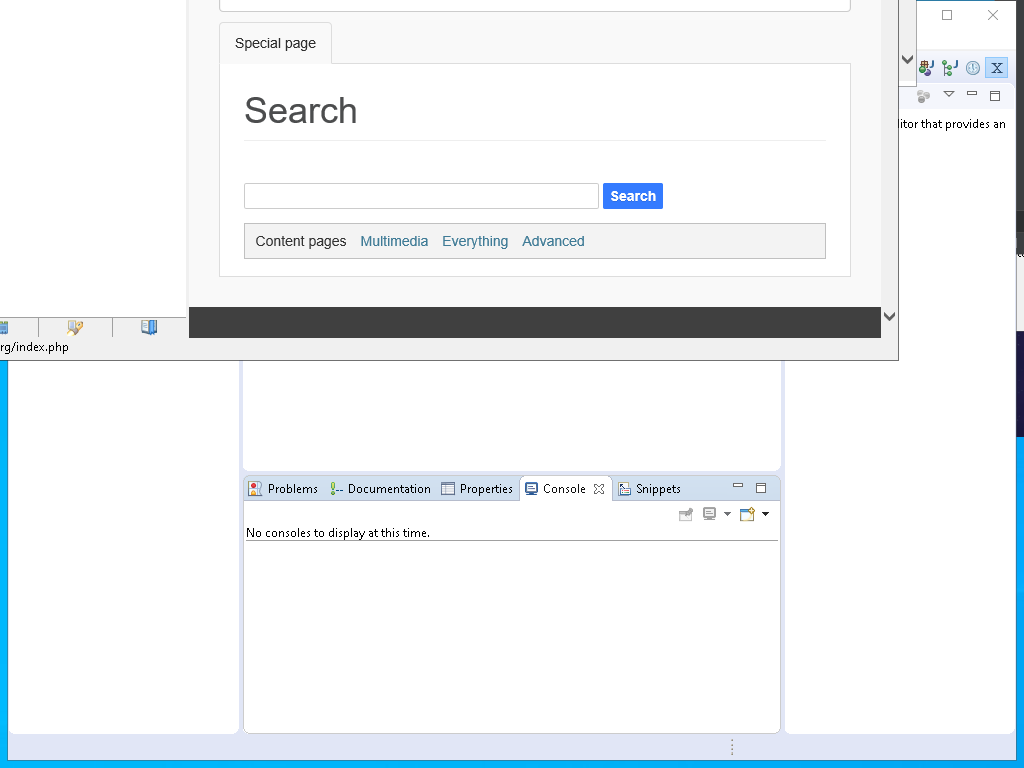 Special page
Search
Search
Content pages Multimedia Everything Advanced
itor that provides an
rg/index.php
Problems Documentation Properties Console Snippets
No consoles to display at this time.